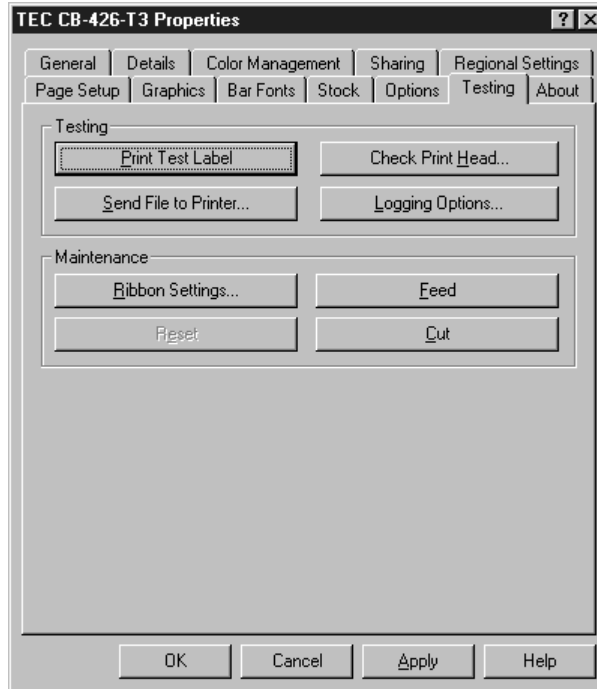 TEC CB-426-T3 Properties ? ×
General Details Color Management Sharing Regional Settings
Page Setup Graphics Bar Fonts Stock Options Testing About
Testing
Print Test Label Check Print Head...
Send File to Printer... Logging Options...
Maintenance
Ribbon Settings... Feed
Reset Cut
OK Cancel Apply Help